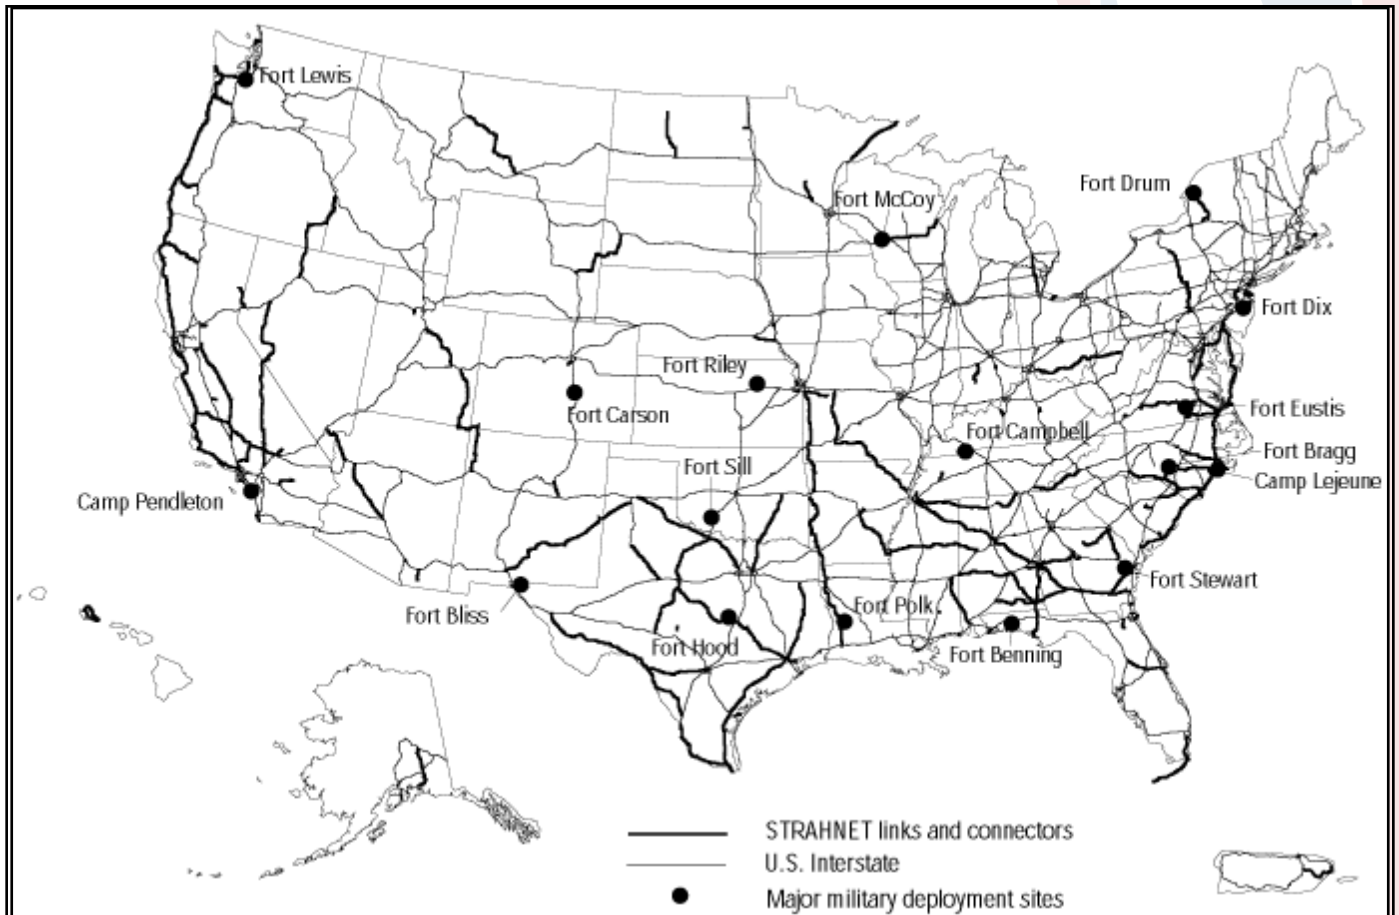 Fort Lewis
Fort Drum
Fort McCoy
Fort Dix
Fort Riley
Fort Carson
Fort Eustis
Fort Campbell
Fort Bragg
Fort Sill
Camp Lejeune
Camp Pendleton
Fort Stewart
Fort Polk
Fort Bliss
Fort Hood
Fort Benning
STRAHNET links and connectors
U.S. Interstate
Major military deployment sites